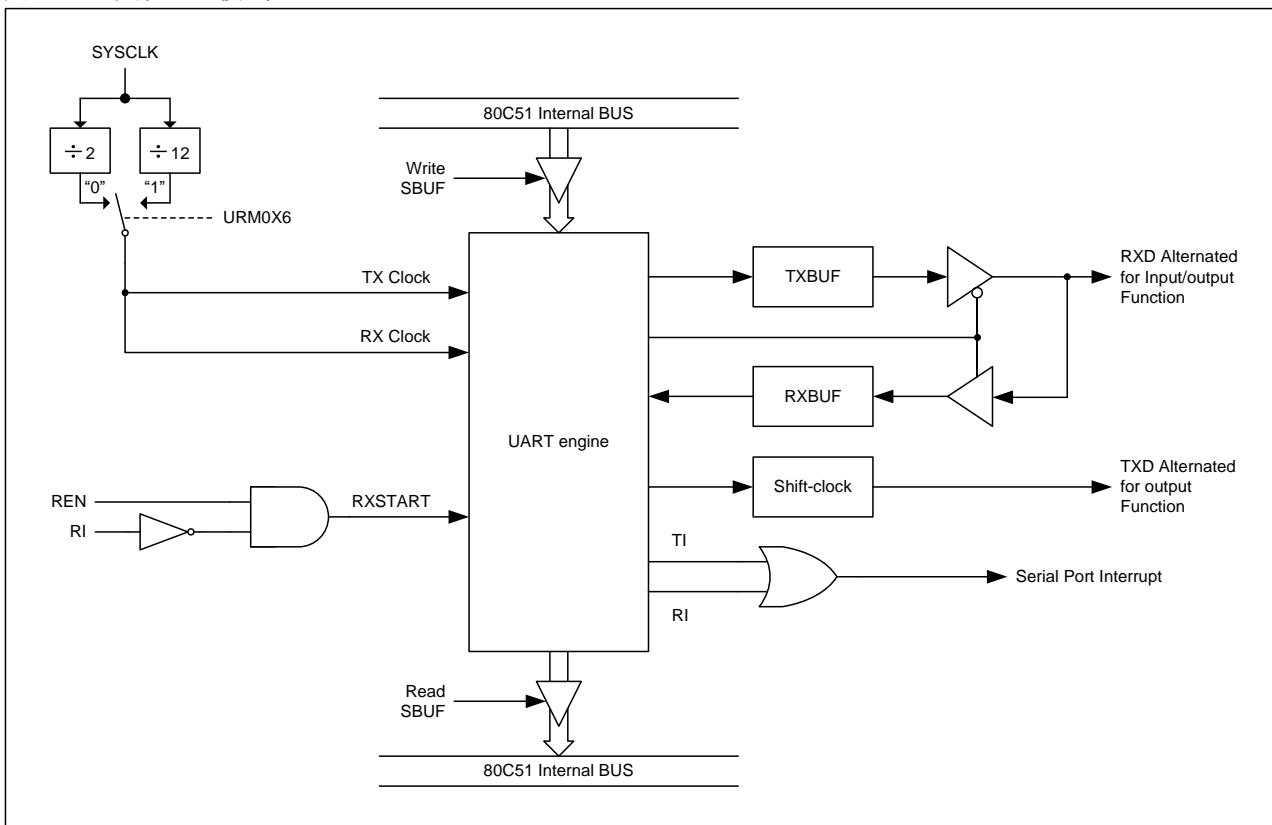 SYSCLK
÷ 2
÷ 12
"0"
"1"
URM0X6
80C51 Internal BUS
Write
SBUF
TX Clock
RX Clock
TXBUF
RXD Alternated
for Input/output
Function
RXBUF
UART engine
REN
RI
RXSTART
Shift-clock
TXD Alternated
for output
Function
TI
RI
Serial Port Interrupt
Read
SBUF
80C51 Internal BUS